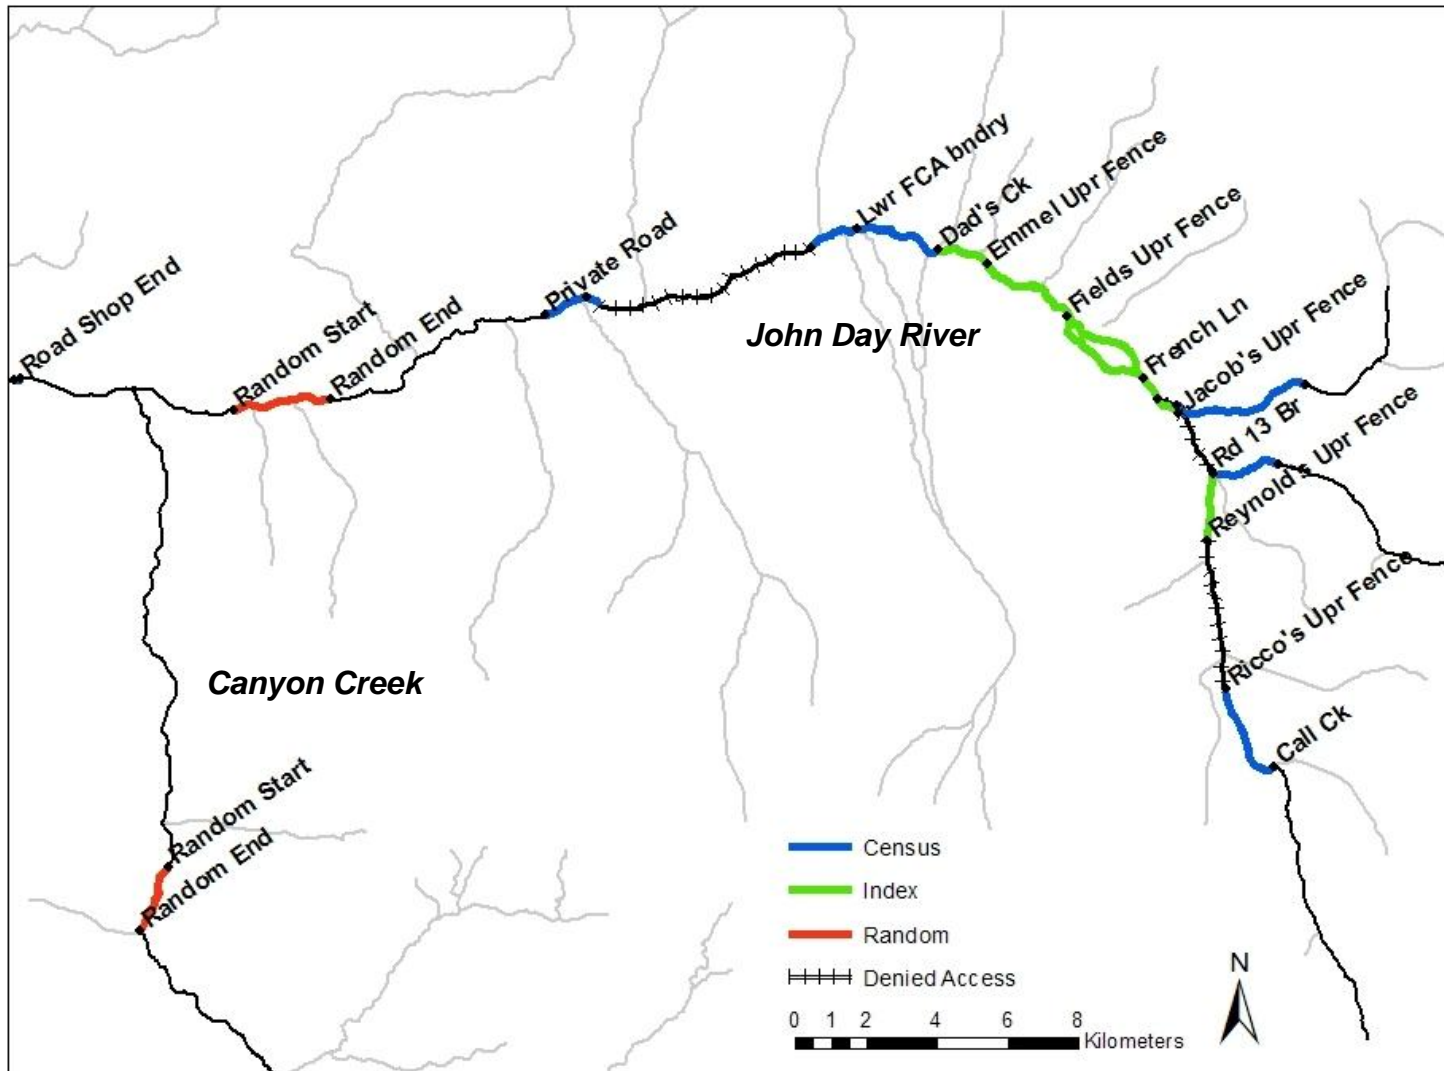 Lwr FCA bndry
Dad's Ck
Emmel Upr Fence
Fields Upr Fence
Private Road
Road Shop End
Random Start
Random End
John Day River
French Ln
Jacob's Upr Fence
Rd 13 Br
Reynold's Upr Fence
Ricco's Upr Fence
Canyon Creek
Call Ck
Random Start
Random End
Census
Index
Random
Denied Access
N
0 1 2 4 6 8
Kilometers